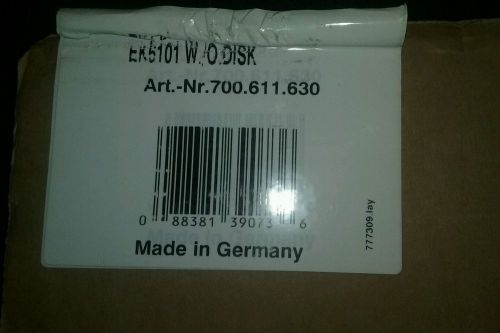 EK5101 W./O.DISK
Art.-Nr.700.611.630
0 88381 39073 6
Made in Germany
777309.lay